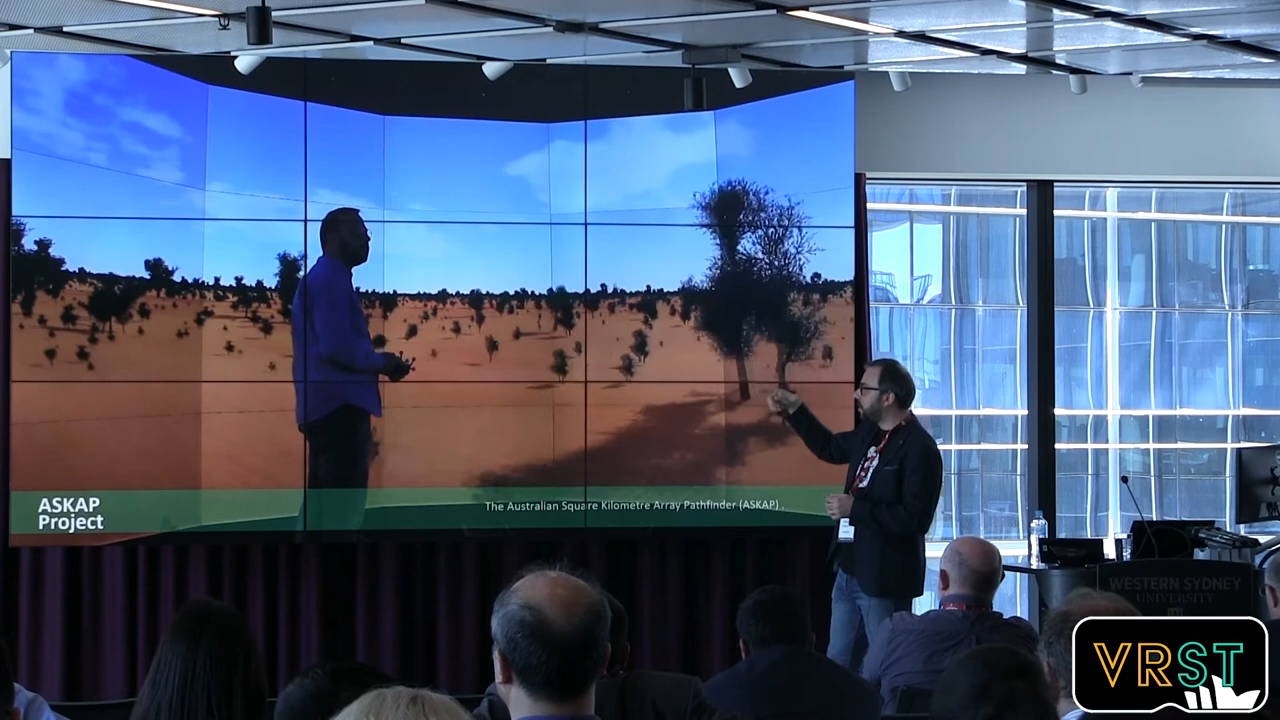 ASKAP
Project
The Australian Square Kilometre Array Pathfinder (ASKAP) .
WESTERN SYDNEY
UNIVERSITY
VRST